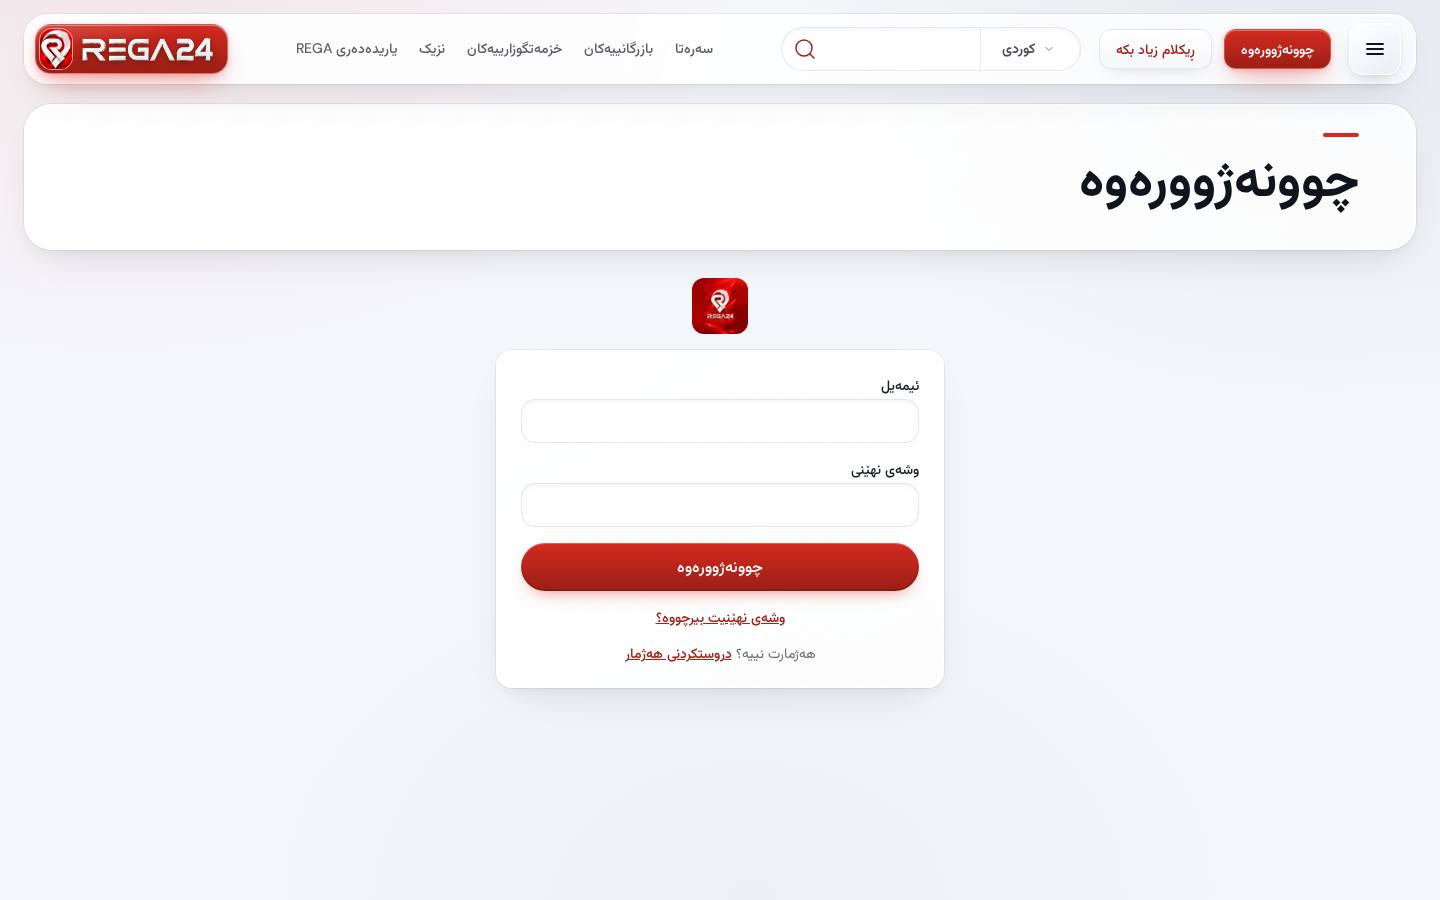 چوونەژوورەوە
ڕیکلام زیاد بکە
کوردی
سەرەتا
بازرگانییەکان
خزمەتگوزارییەکان
نزیک
یاریدەدەری REGA
REGA24
چوونەژوورەوە
REGA24
ئیمەیل
وشەی نهێنی
چوونەژوورەوە
وشەی نهێنیت بیرچووە؟
هەژمارت نییە؟ دروستکردنی هەژمار